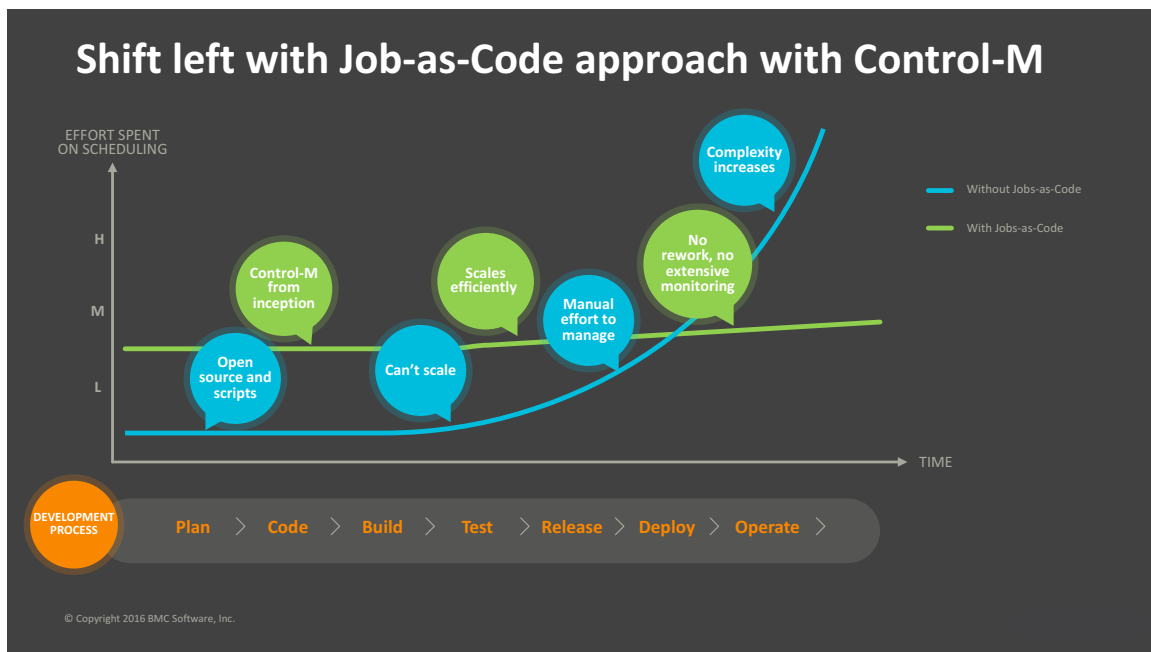 Shift left with Job-as-Code approach with Control-M
EFFORT SPENT
ON SCHEDULING
H
M
L
Complexity
increases
Without Jobs-as-Code
With Jobs-as-Code
Control-M
from
inception
Scales
efficiently
No
rework, no
extensive
monitoring
Manual
effort to
manage
Open
source and
scripts
Can’t scale
TIME
DEVELOPMENT
PROCESS
Plan
Code
Build
Test
Release
Deploy
Operate
© Copyright 2016 BMC Software, Inc.